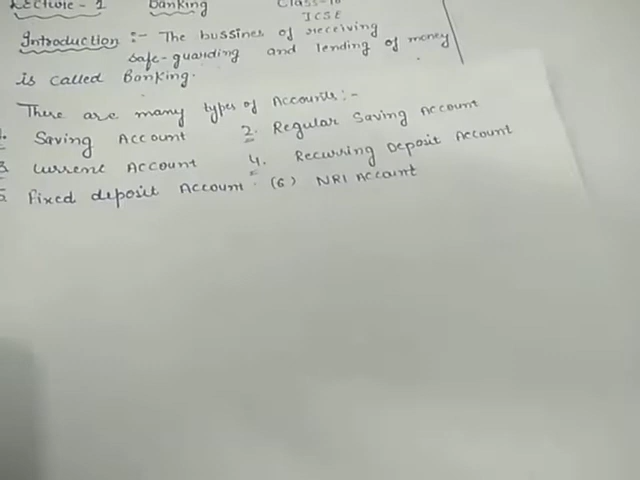 Lecture - 1 Banking Class-10
ICSE
Introduction :- The bussines of receiving
safe-guarding and lending of money
is called Banking.
There are many types of Accounts:-
1. Saving Account 2. Regular Saving Account
3 Current Account 4. Recurring Deposit Account
5 Fixed deposit Account (6) NRI Account